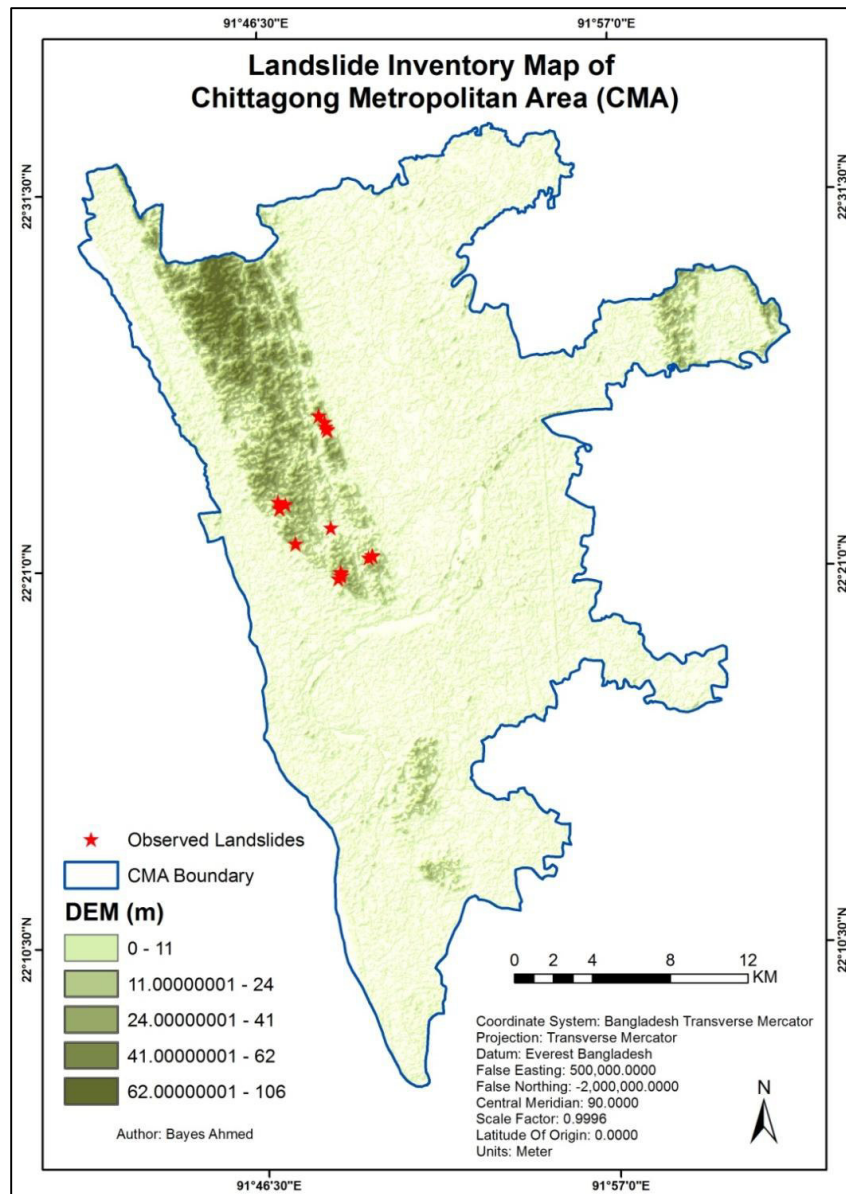 91°46'30"E
91°57'0"E
Landslide Inventory Map of
Chittagong Metropolitan Area (CMA)
22°31'30"N
22°31'30"N
22°21'0"N
22°21'0"N
Observed Landslides
CMA Boundary
DEM (m)
0 - 11
11.00000001 - 24
24.00000001 - 41
41.00000001 - 62
62.00000001 - 106
Author: Bayes Ahmed
22°10'30"N
22°10'30"N
0 2 4 8 12
KM
Coordinate System: Bangladesh Transverse Mercator
Projection: Transverse Mercator
Datum: Everest Bangladesh
False Easting: 500,000.0000
False Northing: -2,000,000.0000
Central Meridian: 90.0000
Scale Factor: 0.9996
Latitude Of Origin: 0.0000
Units: Meter
N
91°46'30"E
91°57'0"E